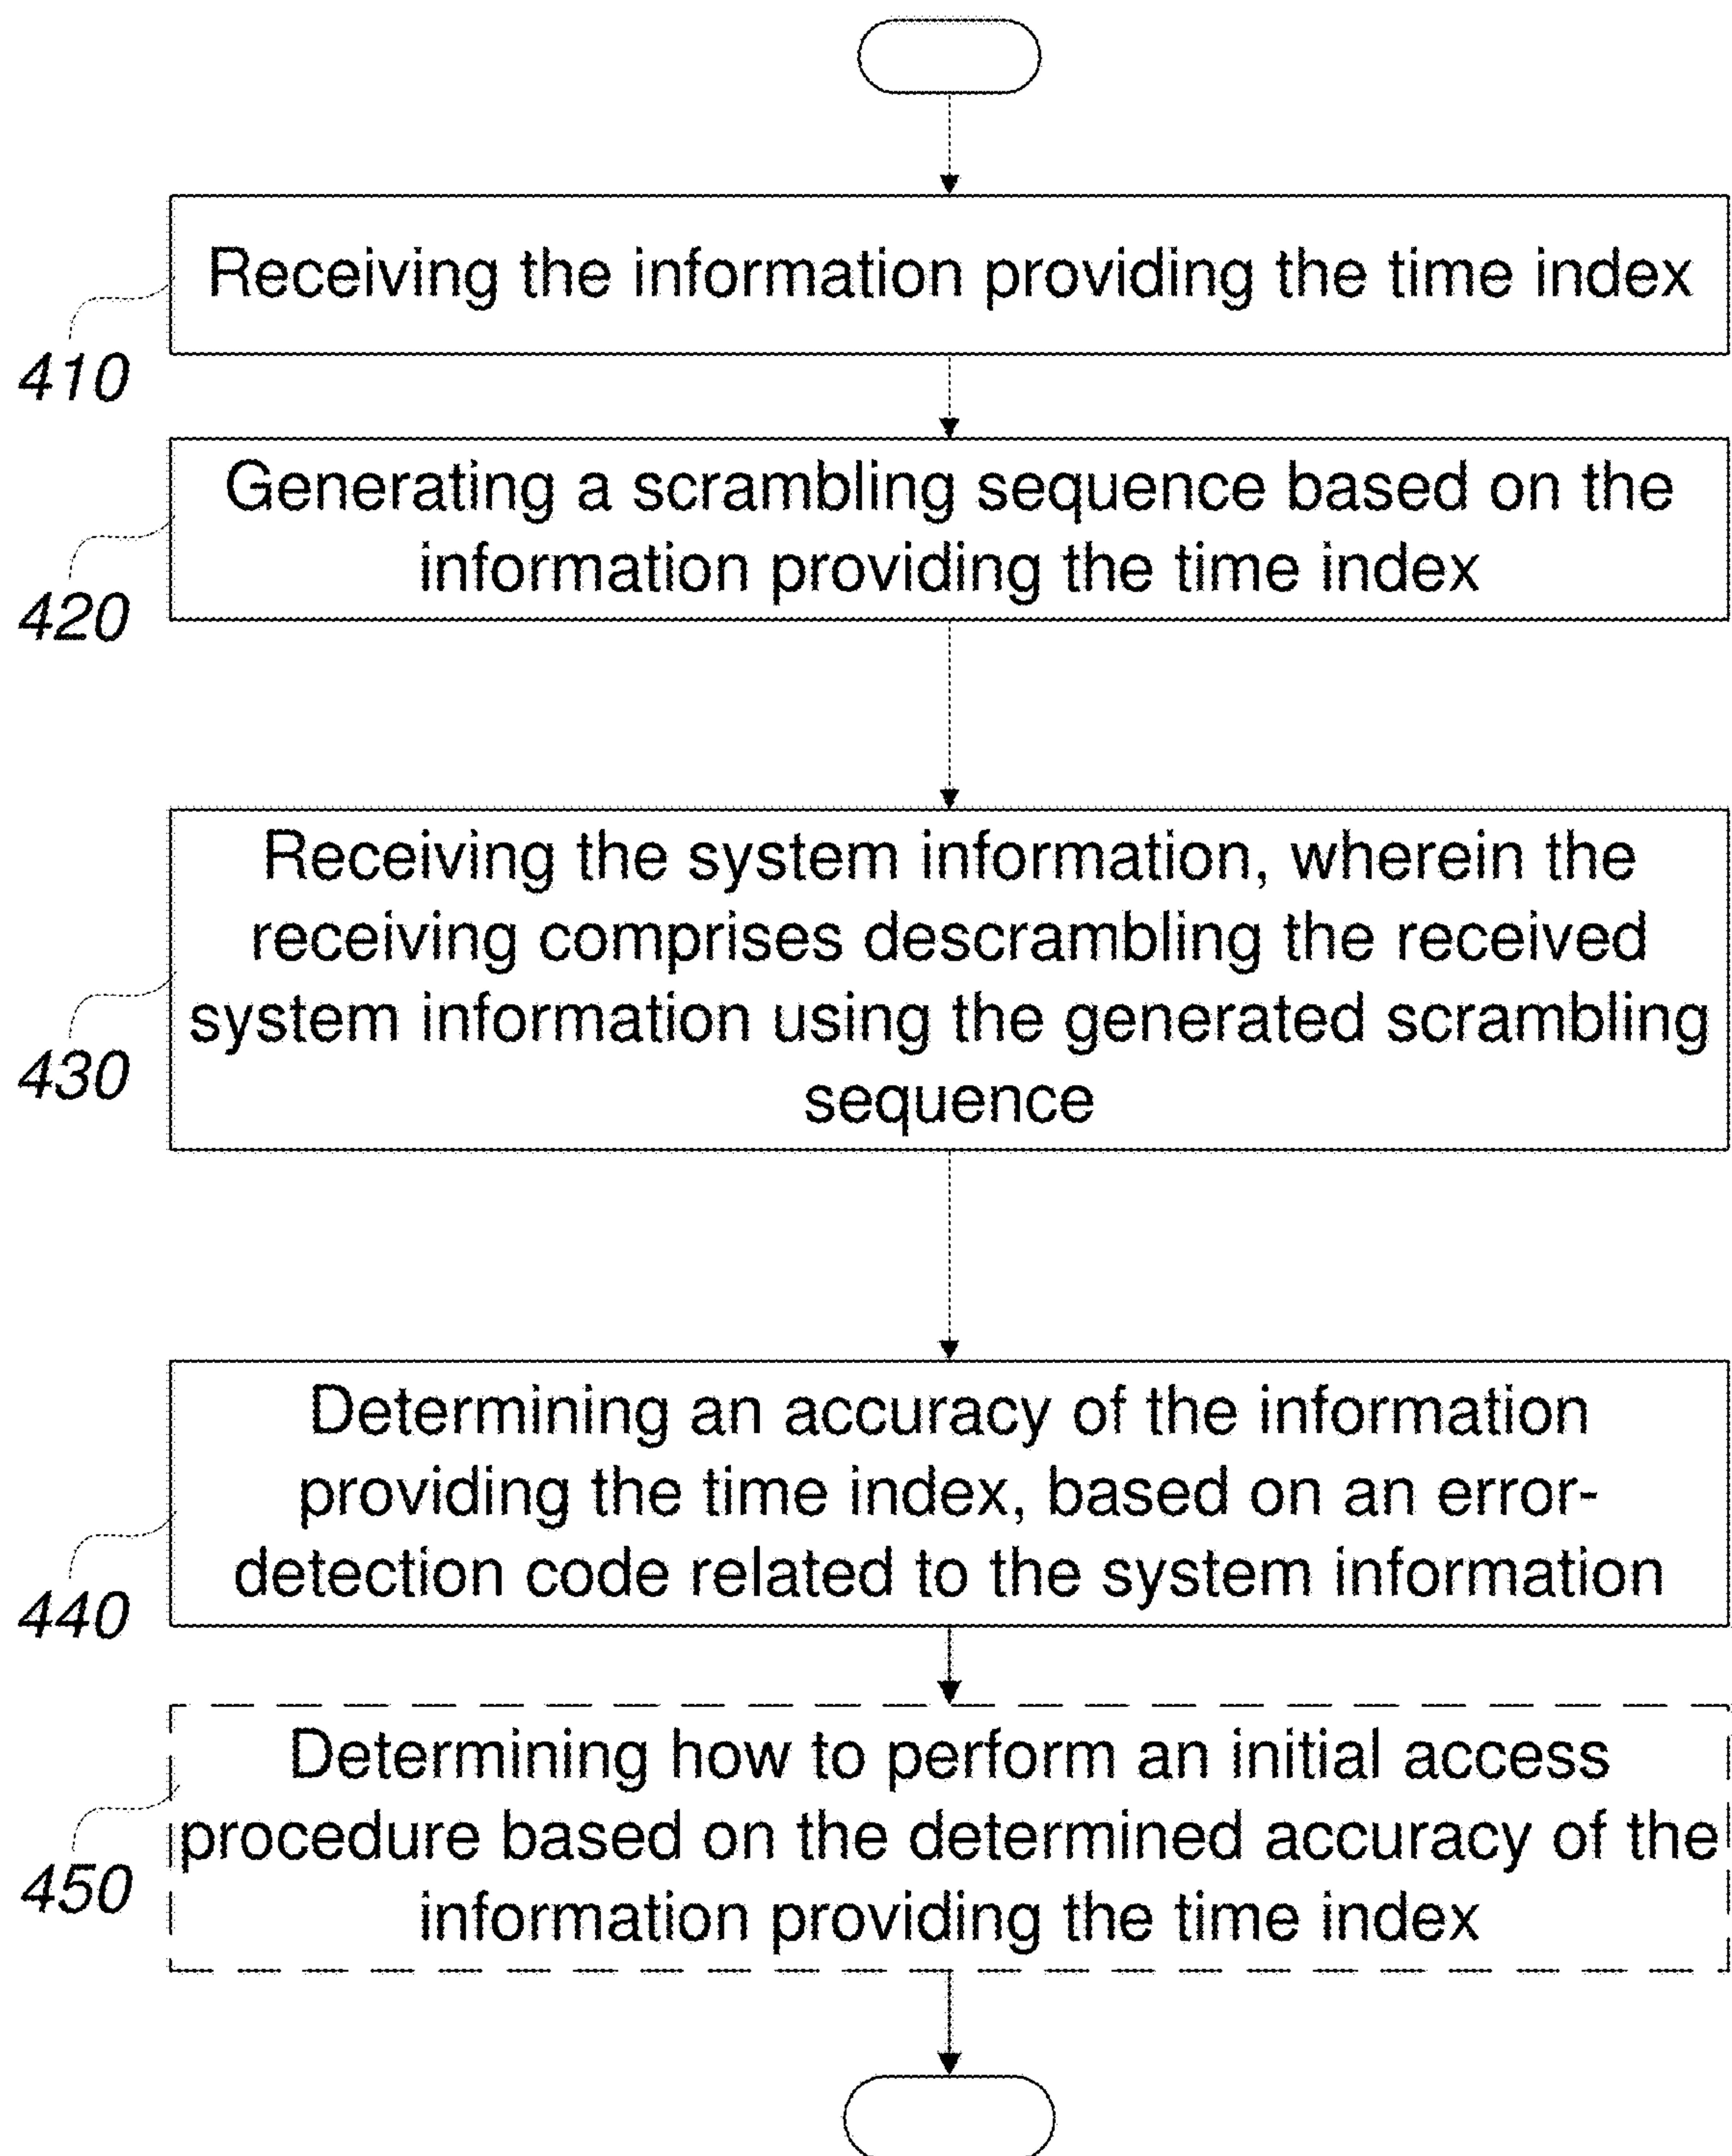 Receiving the information providing the time index
410
Generating a scrambling sequence based on the
information providing the time index
420
Receiving the system information, wherein the
receiving comprises descrambling the received
system information using the generated scrambling
sequence
430
Determining an accuracy of the information
providing the time index, based on an error-
detection code related to the system information
440
Determining how to perform an initial access
procedure based on the determined accuracy of the
information providing the time index
450